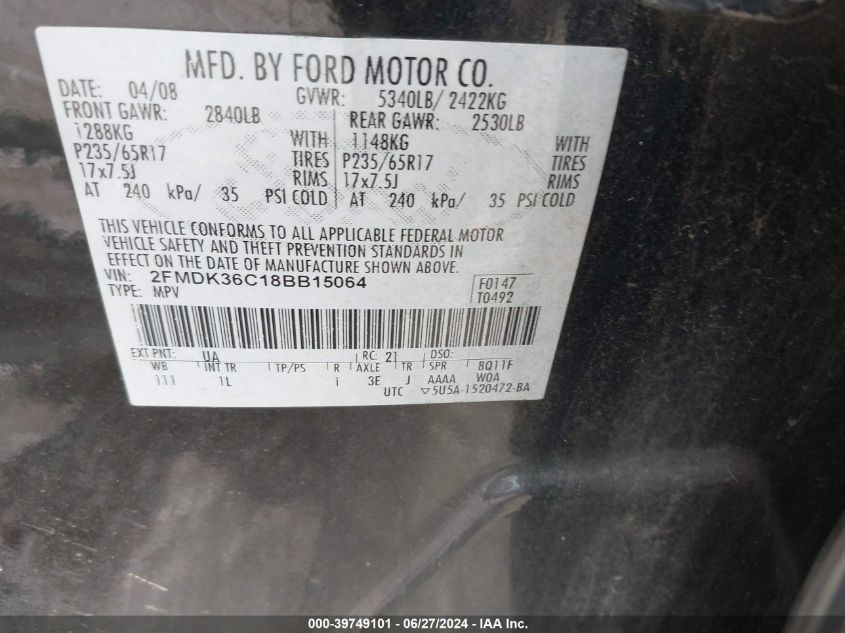 MFD. BY FORD MOTOR CO.
DATE: 04/08 GVWR: 5340LB/ 2422KG
FRONT GAWR: 2840LB REAR GAWR: 2530LB
1288KG WITH 1148KG WITH
P235/65R17 TIRES P235/65R17 TIRES
17x7.5J RIMS 17x7.5J RIMS
AT 240 kPa/ 35 PSI COLD AT 240 kPa/ 35 PSI COLD
THIS VEHICLE CONFORMS TO ALL APPLICABLE FEDERAL MOTOR
VEHICLE SAFETY AND THEFT PREVENTION STANDARDS IN
EFFECT ON THE DATE OF MANUFACTURE SHOWN ABOVE.
VIN: 2FMDK36C18BB15064 F0147
TYPE: MPV T0492
EXT PNT: UA RC: 21 DSO:
WB INT TR TP/PS R AXLE TR SPR 8Q11F
111 1L 1 3E J AAAA W0A
UTC ▽5U5A-1520472-BA
000-39749101 / 06/27/2024 - IAA Inc.